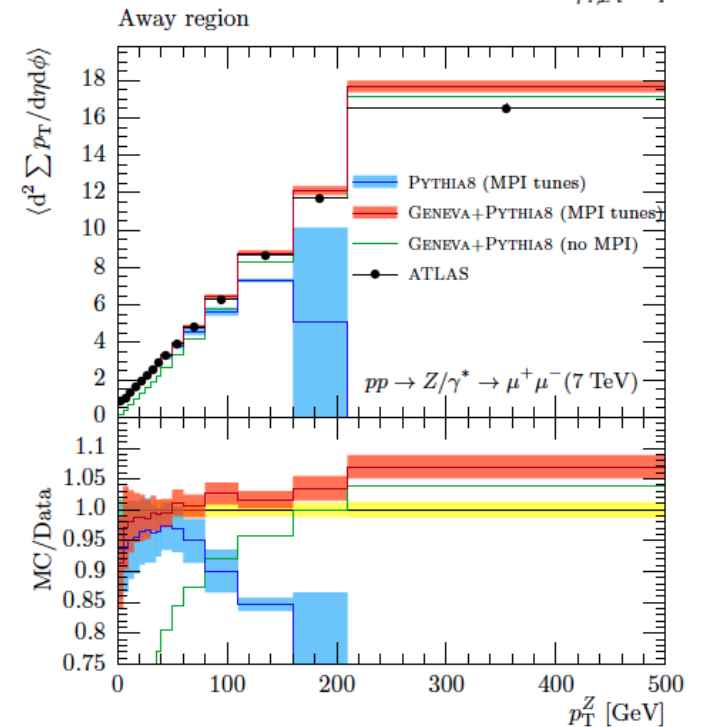 Away region
⟨d² ∑ p_T/dηdϕ⟩
18
16
14
12
10
8
6
4
2
0
PYTHIA8 (MPI tunes)
GENEVA+PYTHIA8 (MPI tunes)
GENEVA+PYTHIA8 (no MPI)
ATLAS
pp → Z/γ* → μ⁺μ⁻(7 TeV)
MC/Data
1.1
1.05
1.0
0.95
0.9
0.85
0.8
0.75
0 100 200 300 400 500
p_T^Z [GeV]